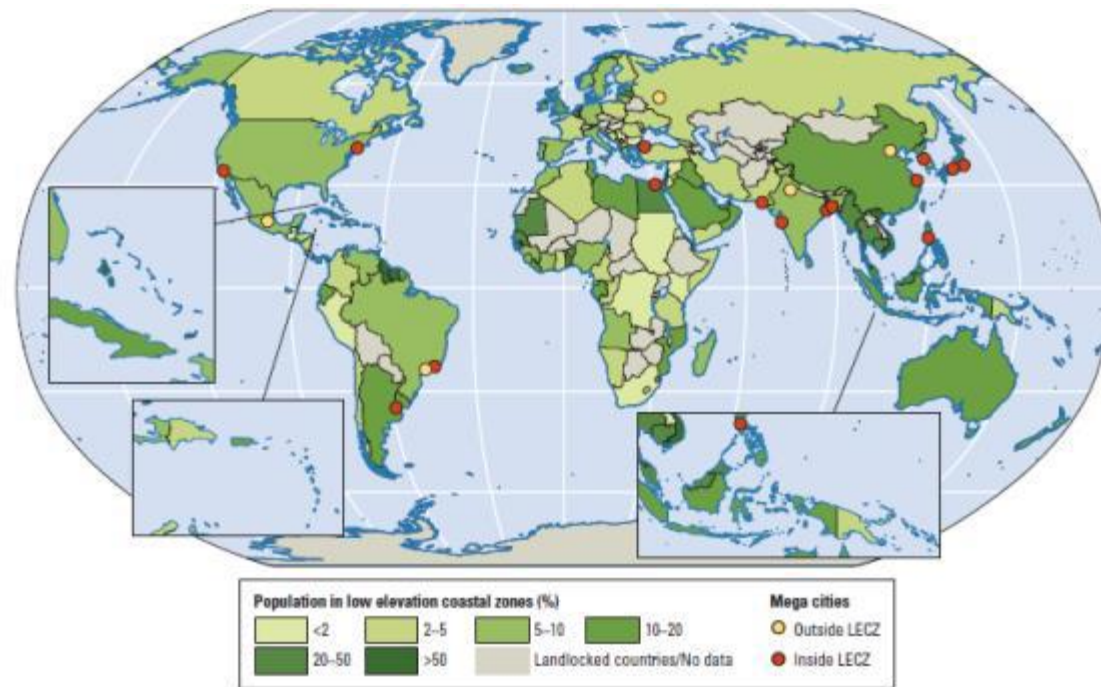 Population in low elevation coastal zones (%)
<2 2–5 5–10 10–20
20–50 >50 Landlocked countries/No data
Mega cities
Outside LECZ
Inside LECZ